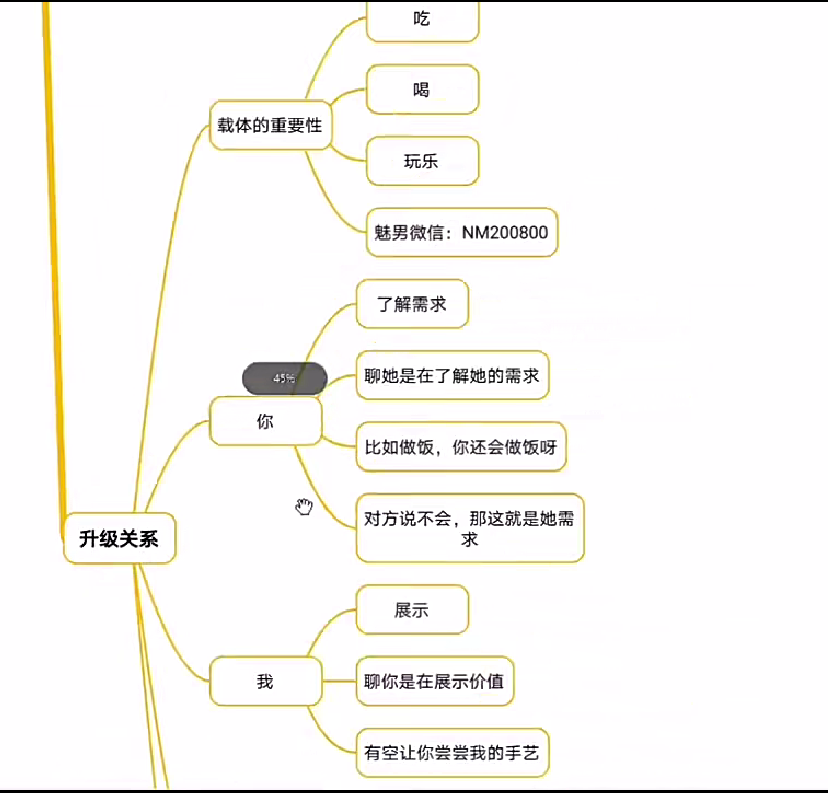 吃
喝
载体的重要性
玩乐
魅男微信：NM200800
了解需求
45%
聊她是在了解她的需求
你
比如做饭，你还会做饭呀
对方说不会，那这就是她需
求
升级关系
展示
我
聊你是在展示价值
有空让你尝尝我的手艺